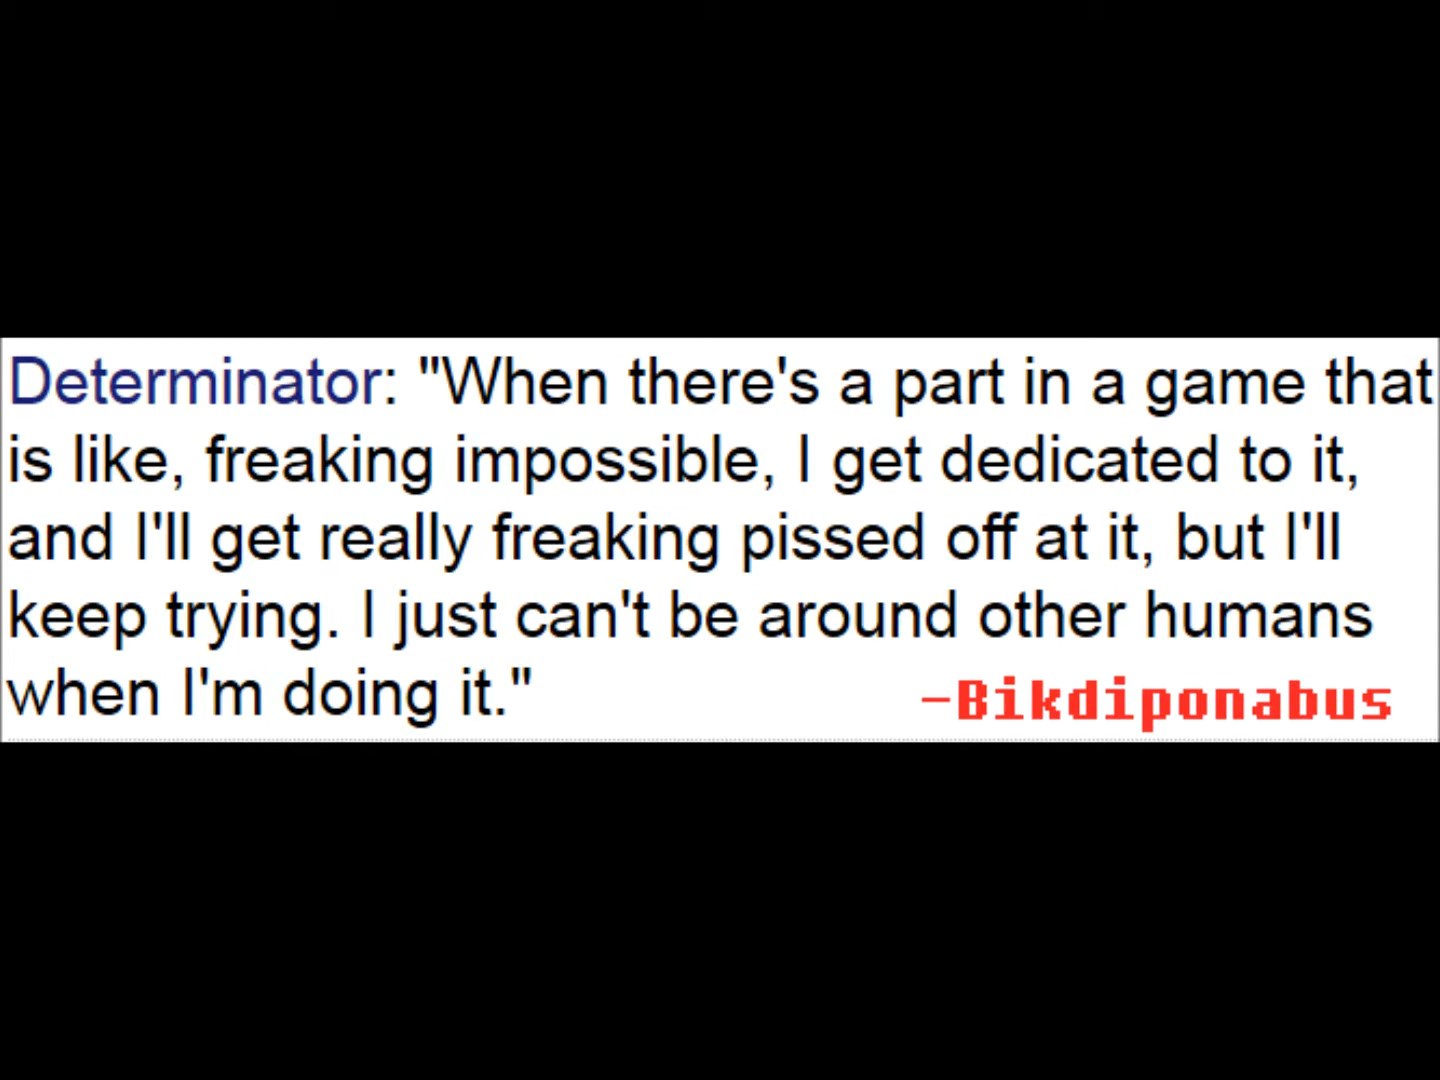 Determinator: "When there's a part in a game that
is like, freaking impossible, I get dedicated to it,
and I'll get really freaking pissed off at it, but I'll
keep trying. I just can't be around other humans
when I'm doing it."
-Bikdiponabus